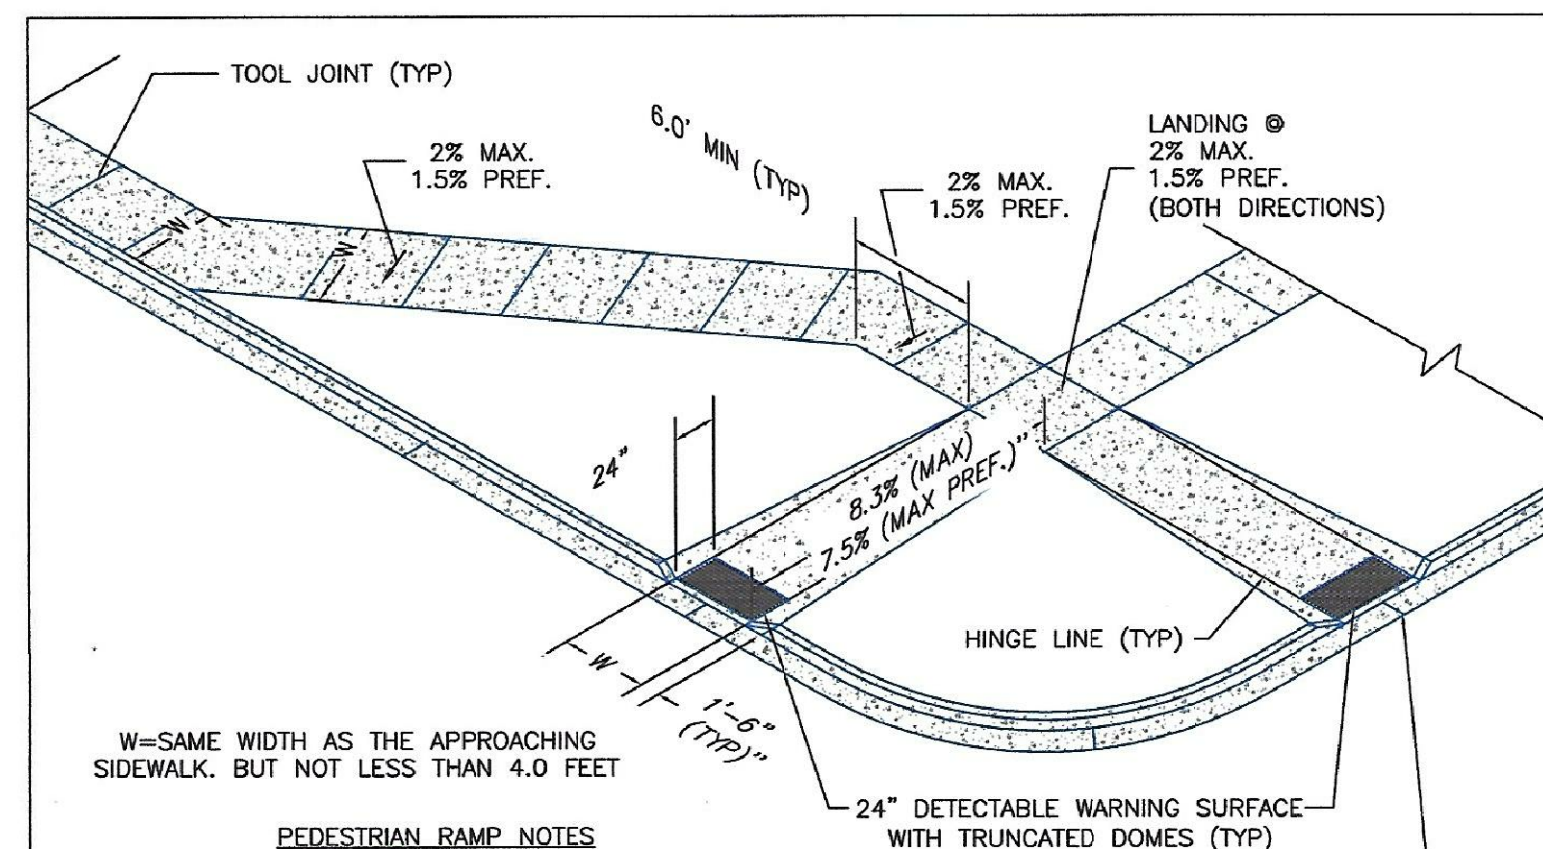 TOOL JOINT (TYP)
2% MAX.
1.5% PREF.
6.0' MIN (TYP)
2% MAX.
1.5% PREF.
LANDING @
2% MAX.
1.5% PREF.
(BOTH DIRECTIONS)
W
W
24"
8.3% (MAX)
7.5% (MAX PREF.)"
HINGE LINE (TYP)
W
1'-6"
(TYP)"
W=SAME WIDTH AS THE APPROACHING
SIDEWALK. BUT NOT LESS THAN 4.0 FEET
24" DETECTABLE WARNING SURFACE
WITH TRUNCATED DOMES (TYP)
PEDESTRIAN RAMP NOTES